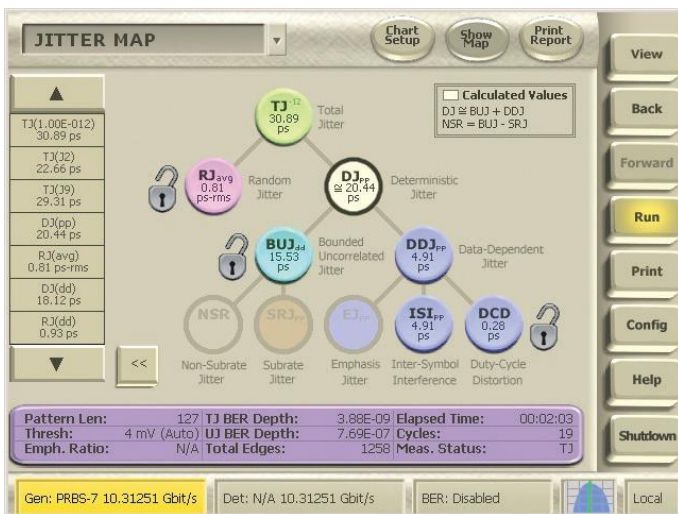 JITTER MAP
Chart Setup
Show Map
Print Report
View
Back
Forward
Run
Print
Config
Help
Shutdown
TJ(1.00E-012)
30.89 ps
TJ(J2)
22.66 ps
TJ(J9)
29.31 ps
DJ(pp)
20.44 ps
RJ(avg)
0.81 ps-rms
DJ(dd)
18.12 ps
RJ(dd)
0.93 ps
<<
Calculated Values
DJ ≅ BUJ + DDJ
NSR = BUJ - SRJ
TJ-12
30.89
ps
Total
Jitter
RJavg
0.81
ps-rms
Random
Jitter
DJPP
≅ 20.44
ps
Deterministic
Jitter
BUJdd
15.53
ps
Bounded
Uncorrelated
Jitter
DDJPP
4.91
ps
Data-Dependent
Jitter
NSR
Non-Subrate
Jitter
SRJPP
Subrate
Jitter
EJPP
Emphasis
Jitter
ISIPP
4.91
ps
Inter-Symbol
Interference
DCD
0.28
ps
Duty-Cycle
Distortion
Pattern Len: 127 TJ BER Depth: 3.88E-09 Elapsed Time: 00:02:03
Thresh: 4 mV (Auto) UJ BER Depth: 7.69E-07 Cycles: 19
Emph. Ratio: N/A Total Edges: 1258 Meas. Status: TJ
Gen: PRBS-7 10.31251 Gbit/s
Det: N/A 10.31251 Gbit/s
BER: Disabled
Local